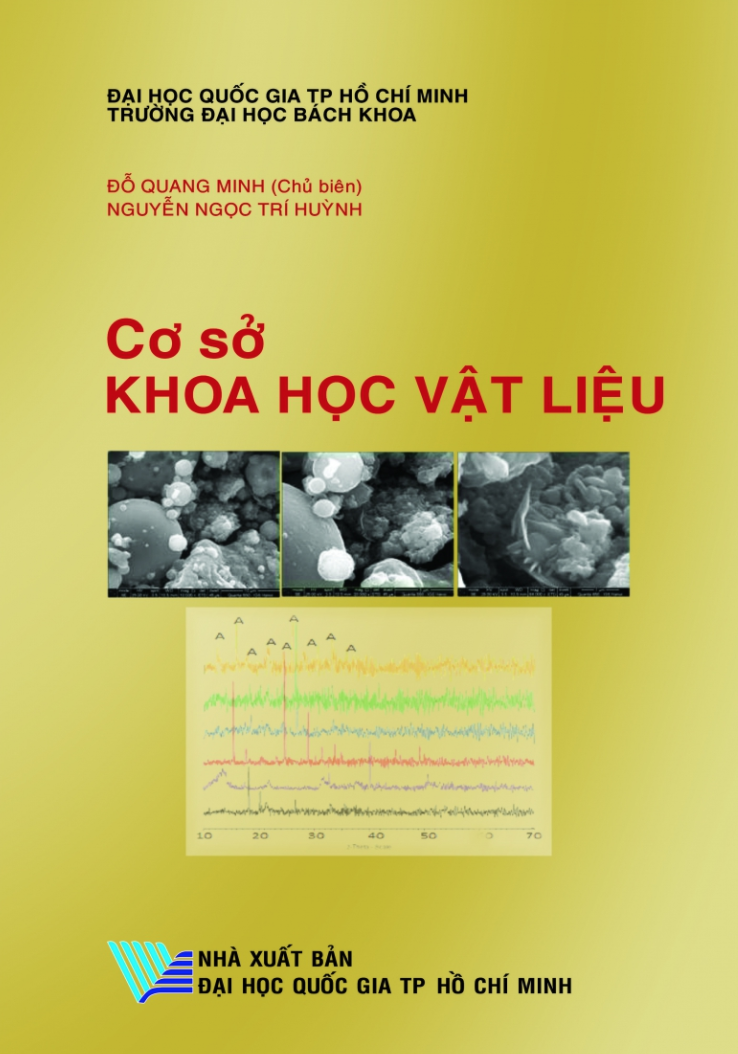 ĐẠI HỌC QUỐC GIA TP HỒ CHÍ MINH
TRƯỜNG ĐẠI HỌC BÁCH KHOA
ĐỖ QUANG MINH (Chủ biên)
NGUYỄN NGỌC TRÍ HUỲNH
Cơ sở
KHOA HỌC VẬT LIỆU
A A A A A A A A A
10 20 30 40 50 0 70
NHÀ XUẤT BẢN
ĐẠI HỌC QUỐC GIA TP HỒ CHÍ MINH